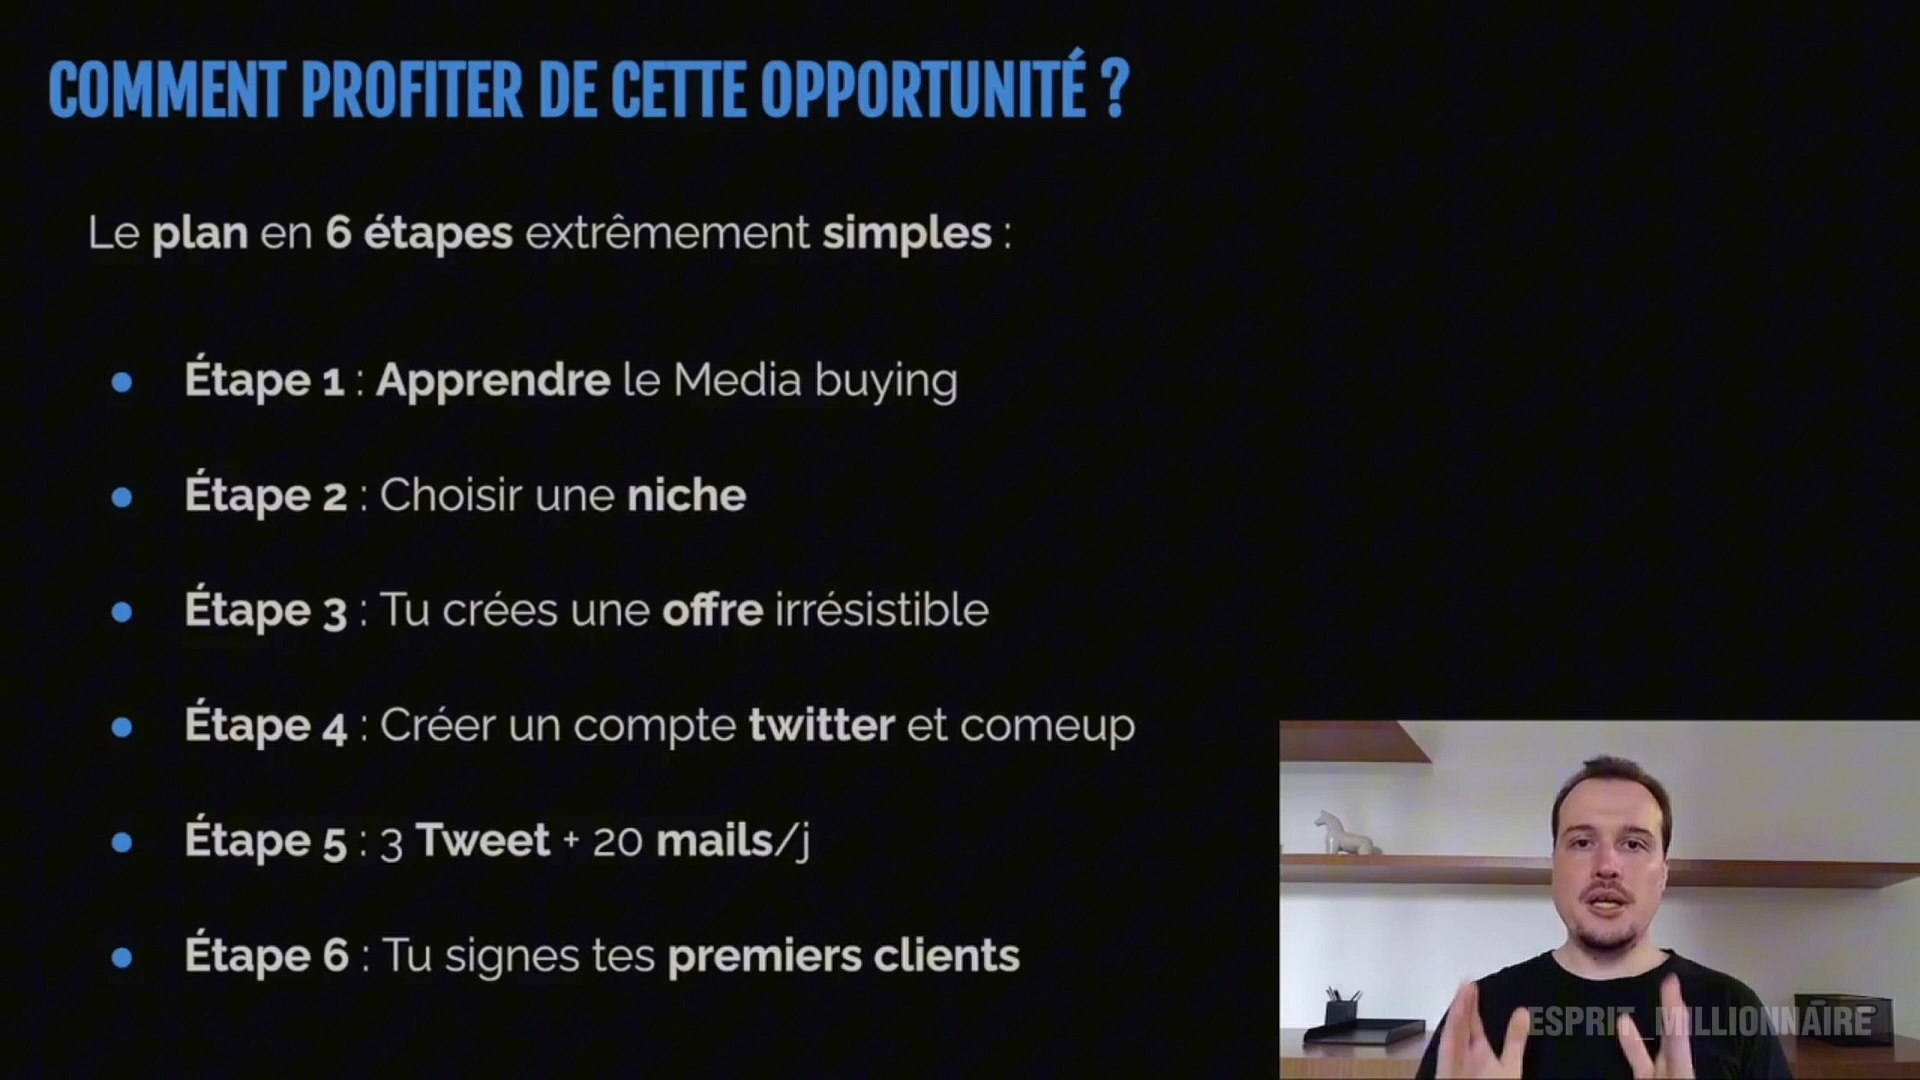 COMMENT PROFITER DE CETTE OPPORTUNITÉ ?
Le plan en 6 étapes extrêmement simples :
● Étape 1 : Apprendre le Media buying
● Étape 2 : Choisir une niche
● Étape 3 : Tu crées une offre irrésistible
● Étape 4 : Créer un compte twitter et comeup
● Étape 5 : 3 Tweet + 20 mails/j
● Étape 6 : Tu signes tes premiers clients
ESPRIT_MILLIONNAIRE